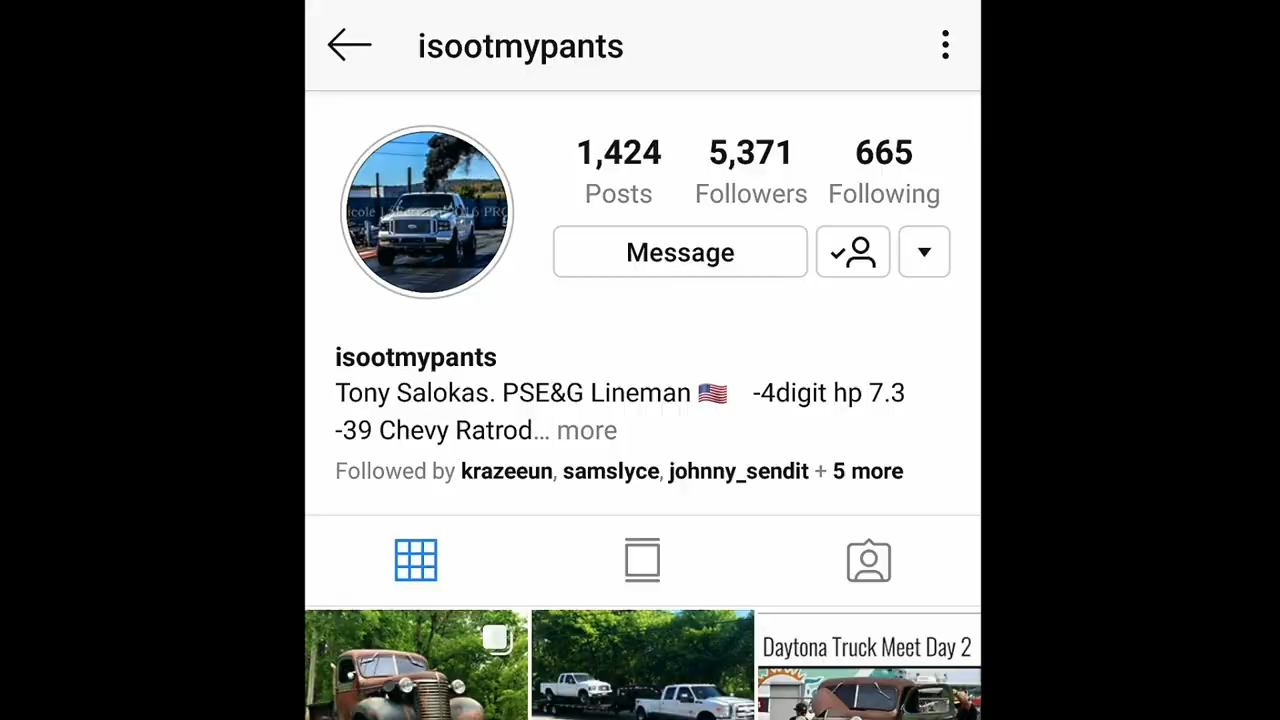 isootmypants
1,424 5,371 665
Posts Followers Following
Message
isootmypants
Tony Salokas. PSE&G Lineman 🇺🇸 -4digit hp 7.3
-39 Chevy Ratrod... more
Followed by krazeeun, samslyce, johnny_sendit + 5 more
Daytona Truck Meet Day 2